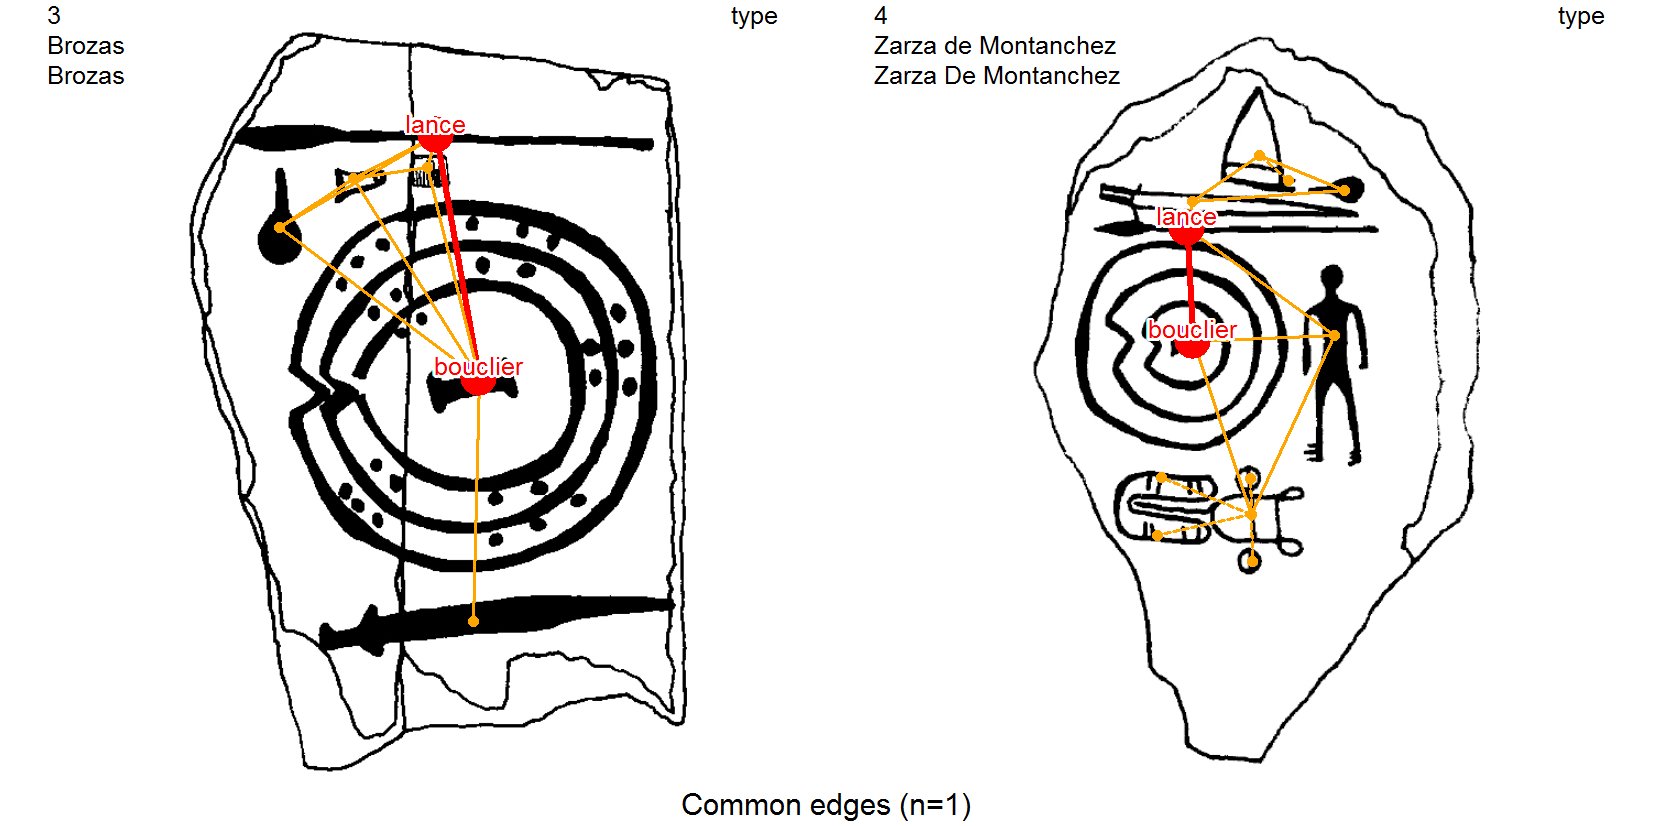 3
Brozas
Brozas
type
lance
bouclier
4
Zarza de Montanchez
Zarza De Montanchez
type
lance
bouclier
Common edges (n=1)